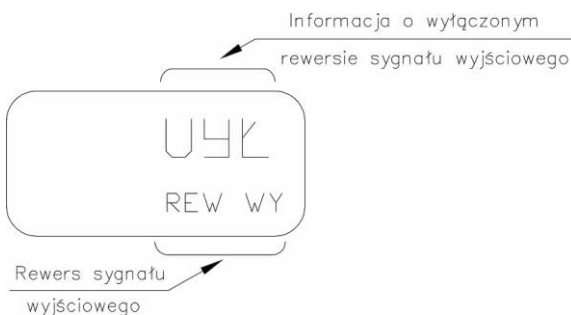 Informacja o wyłączonym
rewersie sygnału wyjściowego
UYŁ
REW WY
Rewers sygnału
wyjściowego